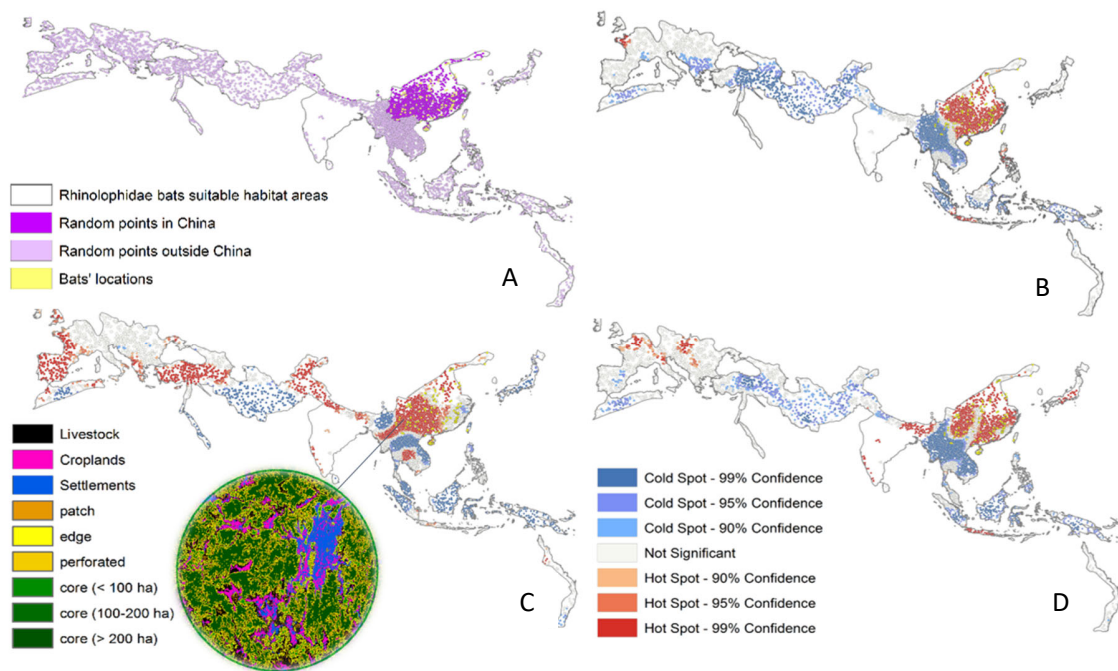 Rhinolophidae bats suitable habitat areas
Random points in China
Random points outside China
Bats' locations
A
B
Livestock
Croplands
Settlements
patch
edge
perforated
core (< 100 ha)
core (100-200 ha)
core (> 200 ha)
C
Cold Spot - 99% Confidence
Cold Spot - 95% Confidence
Cold Spot - 90% Confidence
Not Significant
Hot Spot - 90% Confidence
Hot Spot - 95% Confidence
Hot Spot - 99% Confidence
D